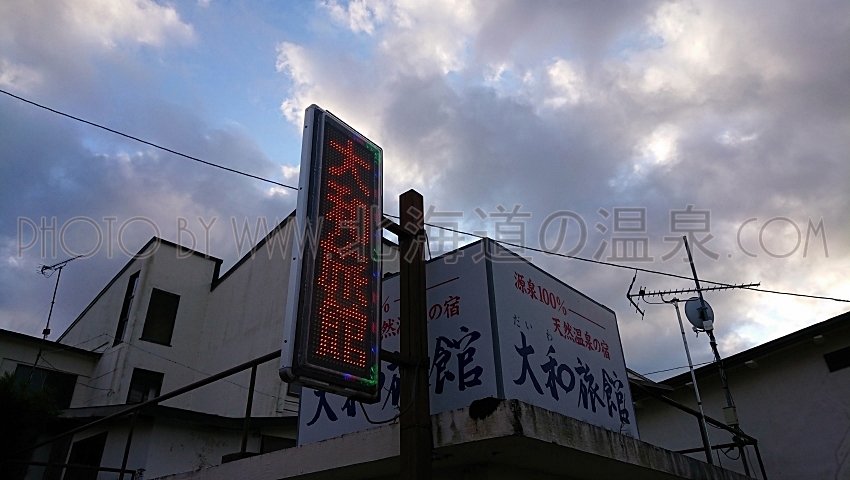 大和旅館
源泉100%
天然温泉の宿
だいわ
大和旅館
の宿
旅館
PHOTO BY WWW.北海道の温泉.COM